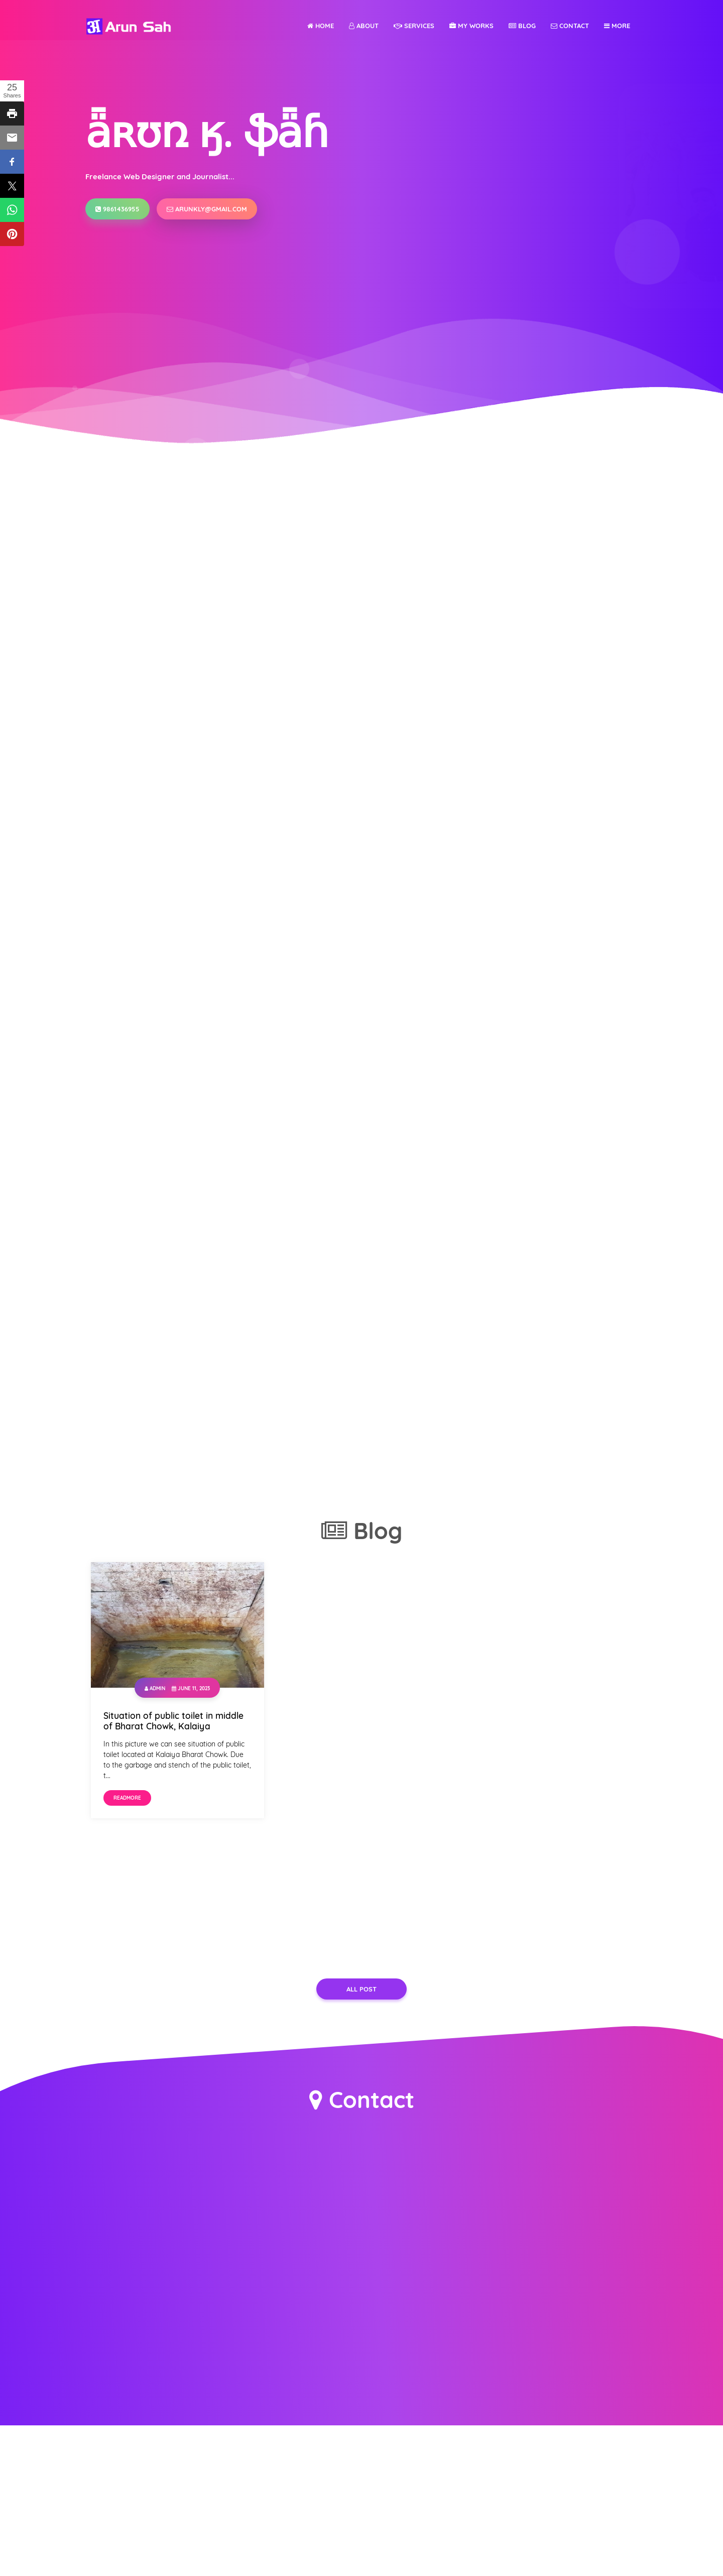 अ Arun Sah
HOME ABOUT SERVICES MY WORKS BLOG CONTACT MORE
25
Shares
Freelance Web Designer and Journalist...
9861436955 ARUNKLY@GMAIL.COM
Blog
ADMIN JUNE 11, 2023
Situation of public toilet in middle
of Bharat Chowk, Kalaiya
In this picture we can see situation of public
toilet located at Kalaiya Bharat Chowk. Due
to the garbage and stench of the public toilet,
t...
READMORE
ALL POST
Contact